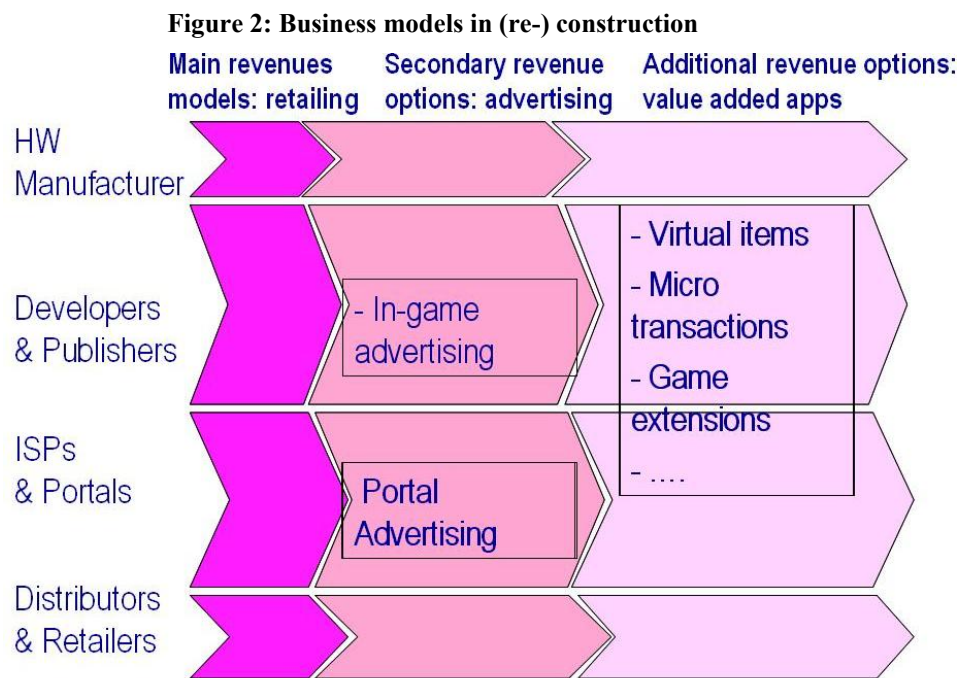 Figure 2: Business models in (re-) construction
Main revenues
models: retailing
Secondary revenue
options: advertising
Additional revenue options:
value added apps
HW
Manufacturer
Developers
& Publishers
- In-game
advertising
- Virtual items
- Micro
transactions
- Game
extensions
- ....
ISPs
& Portals
Portal
Advertising
Distributors
& Retailers